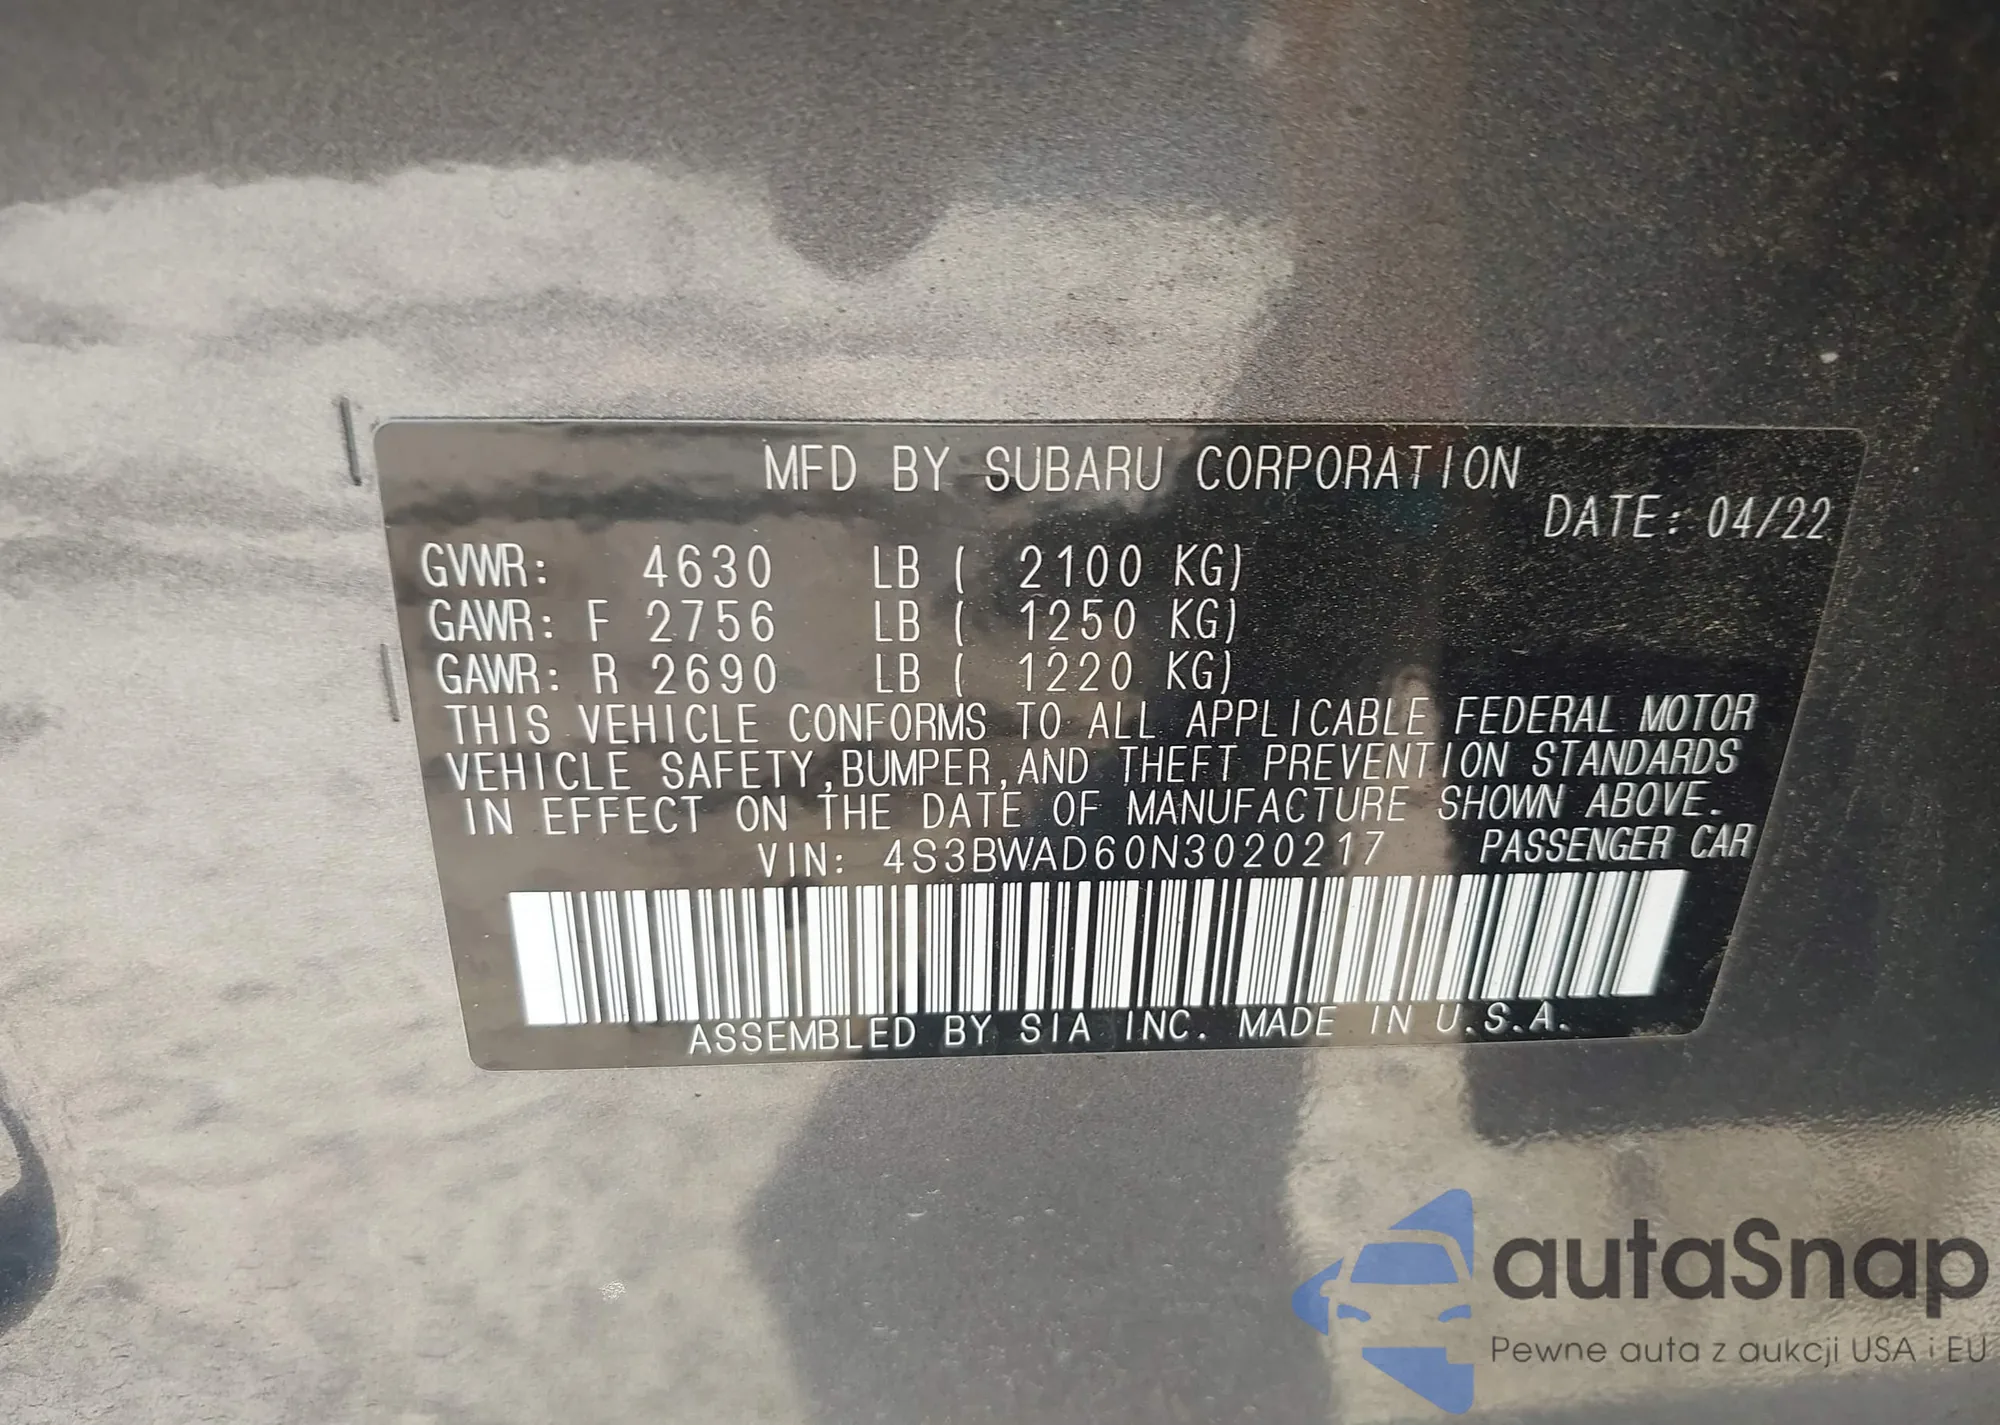 MFD BY SUBARU CORPORATION
DATE: 04/22
GVWR: 4630 LB ( 2100 KG)
GAWR: F 2756 LB ( 1250 KG)
GAWR: R 2690 LB ( 1220 KG)
THIS VEHICLE CONFORMS TO ALL APPLICABLE FEDERAL MOTOR
VEHICLE SAFETY,BUMPER,AND THEFT PREVENTION STANDARDS
IN EFFECT ON THE DATE OF MANUFACTURE SHOWN ABOVE.
VIN: 4S3BWAD60N3020217 PASSENGER CAR
ASSEMBLED BY SIA INC. MADE IN U.S.A.
autaSnap
Pewne auta z aukcji USA i EU